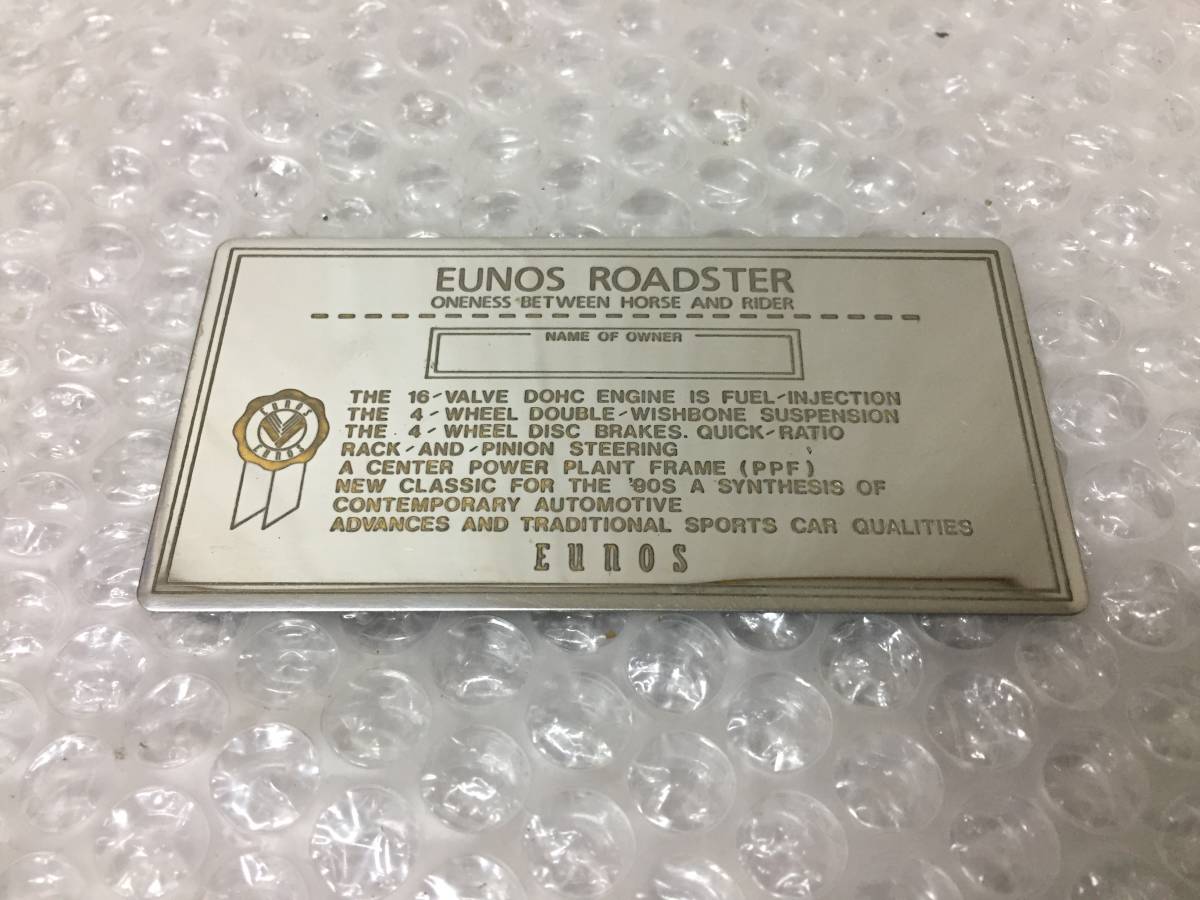 EUNOS ROADSTER
ONENESS BETWEEN HORSE AND RIDER
NAME OF OWNER
THE 16-VALVE DOHC ENGINE IS FUEL-INJECTION
THE 4-WHEEL DOUBLE-WISHBONE SUSPENSION
THE 4-WHEEL DISC BRAKES. QUICK-RATIO
RACK-AND-PINION STEERING
A CENTER POWER PLANT FRAME (PPF)
NEW CLASSIC FOR THE '90S A SYNTHESIS OF
CONTEMPORARY AUTOMOTIVE
ADVANCES AND TRADITIONAL SPORTS CAR QUALITIES
EUNOS
EUNOS
EUNOS